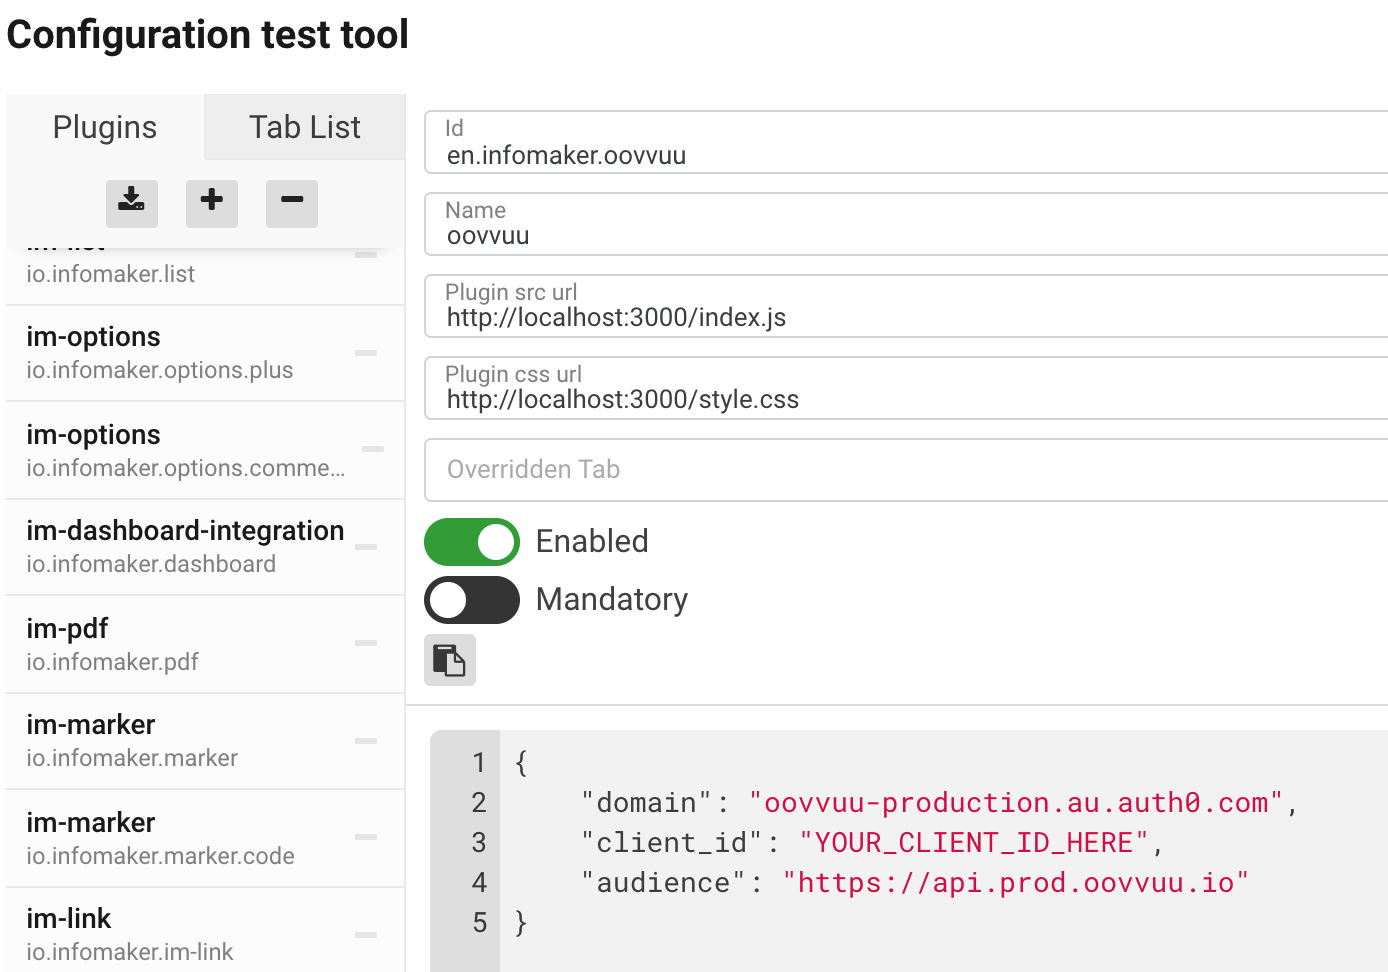 Configuration test tool
Plugins
Tab List
io.infomaker.list
im-options
io.infomaker.options.plus
im-options
io.infomaker.options.comme...
im-dashboard-integration
io.infomaker.dashboard
im-pdf
io.infomaker.pdf
im-marker
io.infomaker.marker
im-marker
io.infomaker.marker.code
im-link
io.infomaker.im-link
Id
en.infomaker.oovvuu
Name
oovvuu
Plugin src url
http://localhost:3000/index.js
Plugin css url
http://localhost:3000/style.css
Overridden Tab
Enabled
Mandatory
1 {
2 "domain": "oovvuu-production.au.auth0.com",
3 "client_id": "YOUR_CLIENT_ID_HERE",
4 "audience": "https://api.prod.oovvuu.io"
5 }